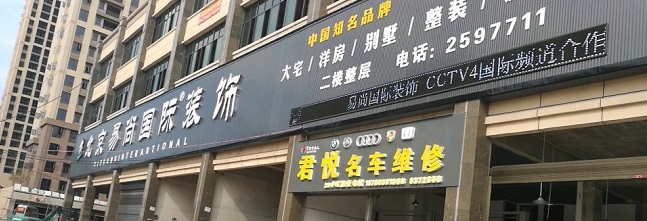 中国知名品牌
大宅/洋房/别墅/整装/
二楼整层 电话:2597711
易尚国际装饰 CCTV4国际频道合作
北京易尚国际®装饰
君悦名车维修